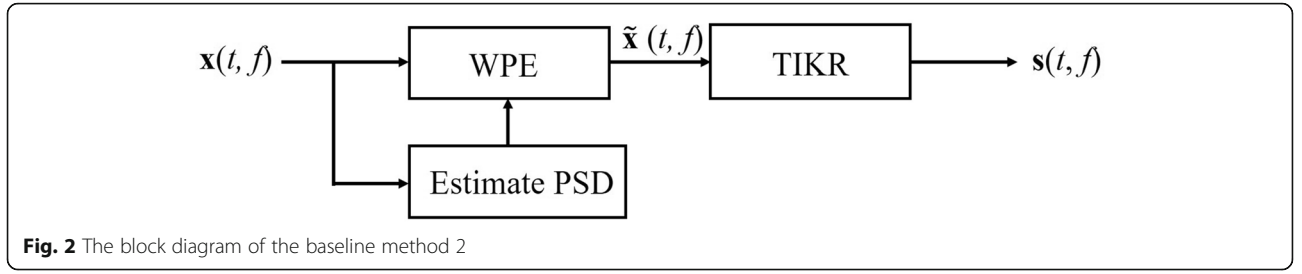 x(t, f)
WPE
x̃ (t, f)
TIKR
s(t, f)
Estimate PSD
Fig. 2 The block diagram of the baseline method 2